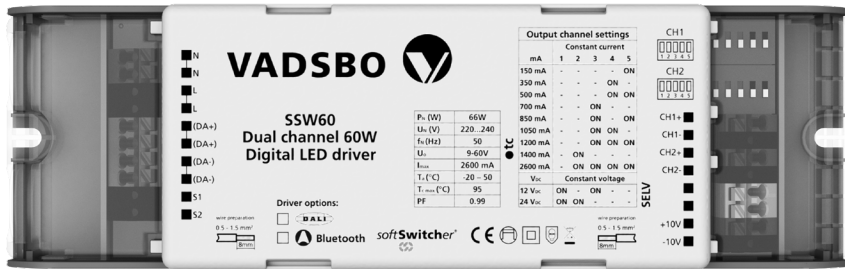 N
N
L
L
(DA+)
(DA+)
(DA-)
(DA-)
S1
S2
wire preparation
0.5 - 1.5 mm²
8mm
VADSBO
SSW60
Dual channel 60W
Digital LED driver
Driver options:
DALI
Bluetooth
softSwitcher®
Pₙ (W) 66W
Uₙ (V) 220...240
fₙ (Hz) 50
9-60V
Iₘₐₓ 2600 mA
-20 – 50
95
PF 0.99
tc
Output channel settings
Constant current
mA 1 2 3 4 5
150 mA - - - - ON
350 mA - - - ON -
500 mA - - - ON ON
700 mA - - ON - -
850 mA - - ON - ON
1050 mA - - ON ON -
1200 mA - - ON ON ON
1400 mA - ON - - -
2600 mA - ON ON ON ON
VDC Constant voltage
12 VDC ON - ON - -
24 VDC ON ON - - -
SELV
CE
wire preparation
0.5 - 1.5 mm²
8mm
CH1
1 2 3 4 5
CH2
1 2 3 4 5
CH1+
CH1-
CH2+
CH2-
+10V
-10V